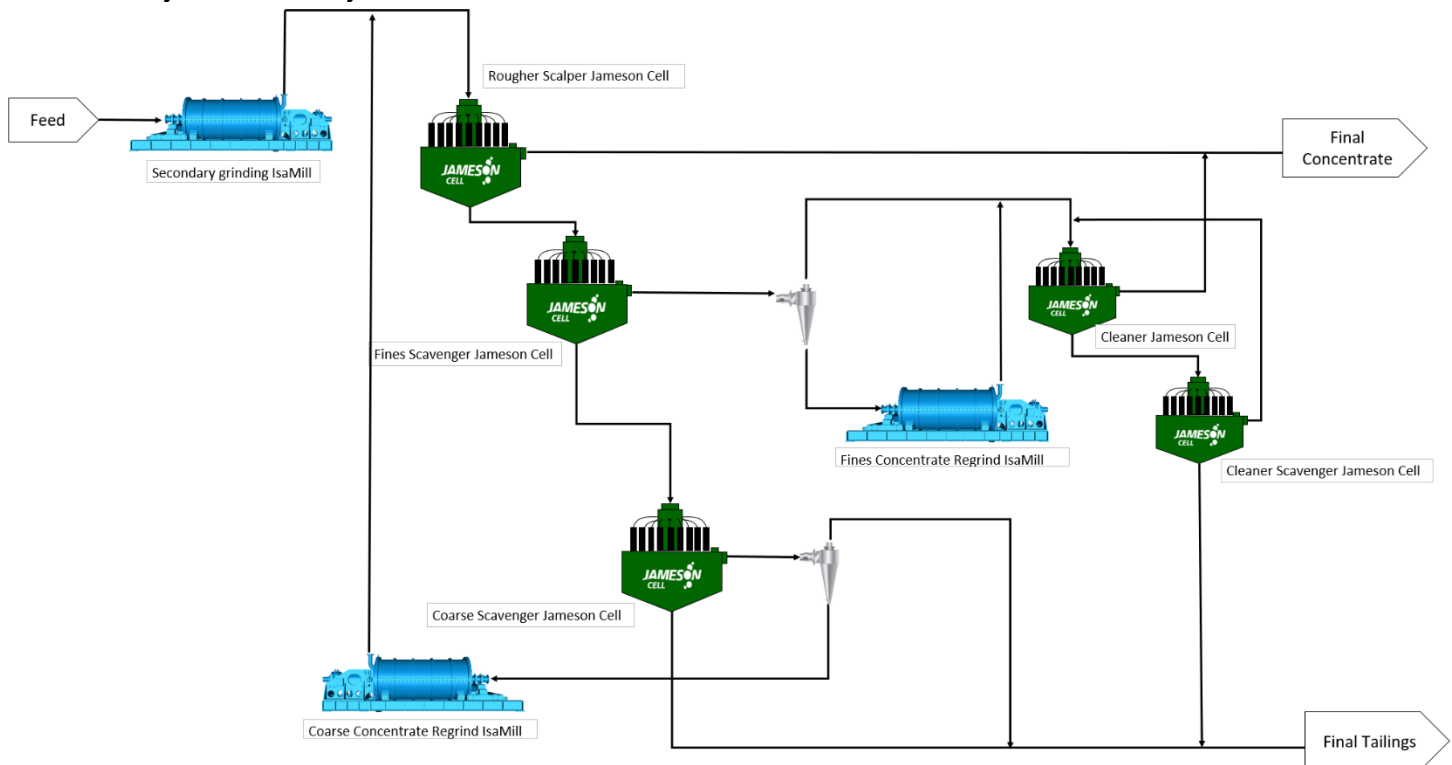 Rougher Scalper Jameson Cell
Feed
Secondary grinding IsaMill
JAMESON
CELL
Final
Concentrate
JAMESON
CELL
Fines Scavenger Jameson Cell
JAMESON
CELL
Cleaner Jameson Cell
Fines Concentrate Regrind IsaMill
JAMESON
CELL
Cleaner Scavenger Jameson Cell
JAMESON
CELL
Coarse Scavenger Jameson Cell
Coarse Concentrate Regrind IsaMill
Final Tailings